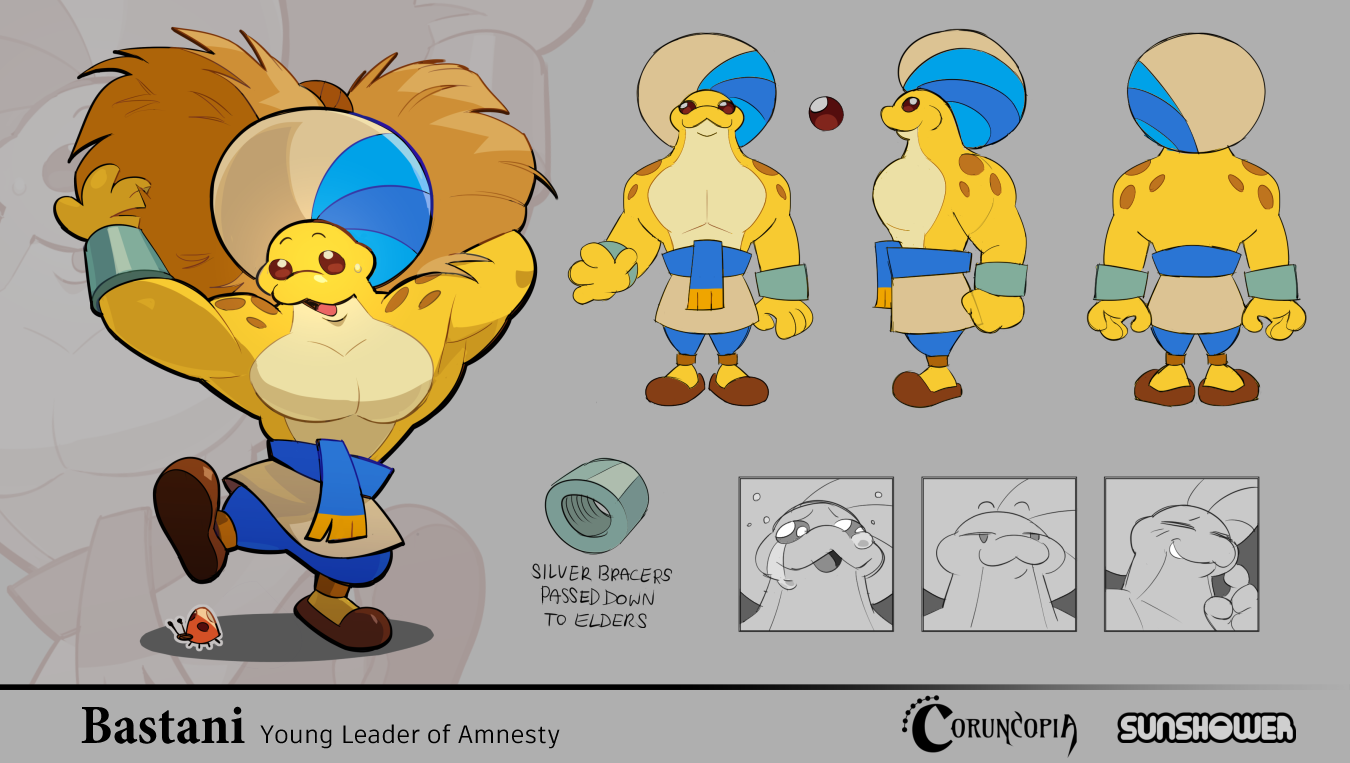 SILVER BRACERS
PASSED DOWN
TO ELDERS
Bastani Young Leader of Amnesty
CORUNCOPIA
SUNSHOWER